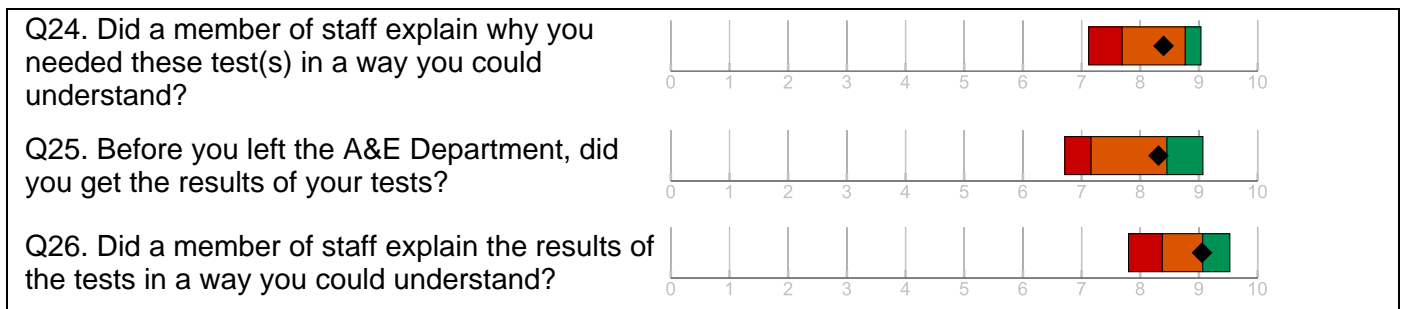 Q24. Did a member of staff explain why you
needed these test(s) in a way you could
understand?
0 1 2 3 4 5 6 7 8 9 10
Q25. Before you left the A&E Department, did
you get the results of your tests?
0 1 2 3 4 5 6 7 8 9 10
Q26. Did a member of staff explain the results of
the tests in a way you could understand?
0 1 2 3 4 5 6 7 8 9 10